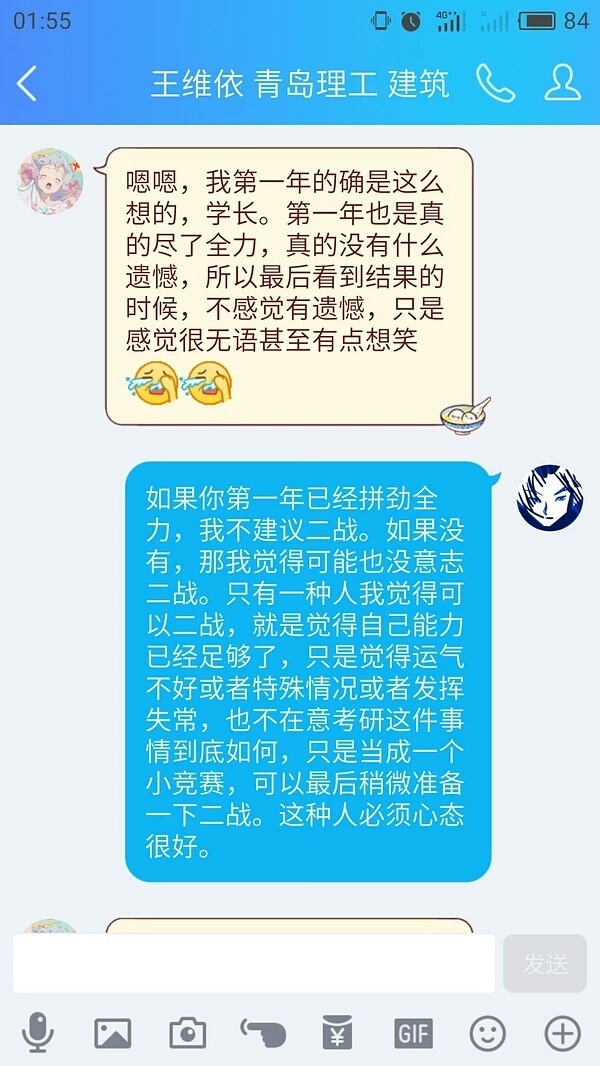 01:55
4G++
84
王维依 青岛理工 建筑
嗯嗯，我第一年的确是这么
想的，学长。第一年也是真
的尽了全力，真的没有什么
遗憾，所以最后看到结果的
时候，不感觉有遗憾，只是
感觉很无语甚至有点想笑
如果你第一年已经拼劲全
力，我不建议二战。如果没
有，那我觉得可能也没意志
二战。只有一种人我觉得可
以二战，就是觉得自己能力
已经足够了，只是觉得运气
不好或者特殊情况或者发挥
失常，也不在意考研这件事
情到底如何，只是当成一个
小竞赛，可以最后稍微准备
一下二战。这种人必须心态
很好。
发送
¥
GIF